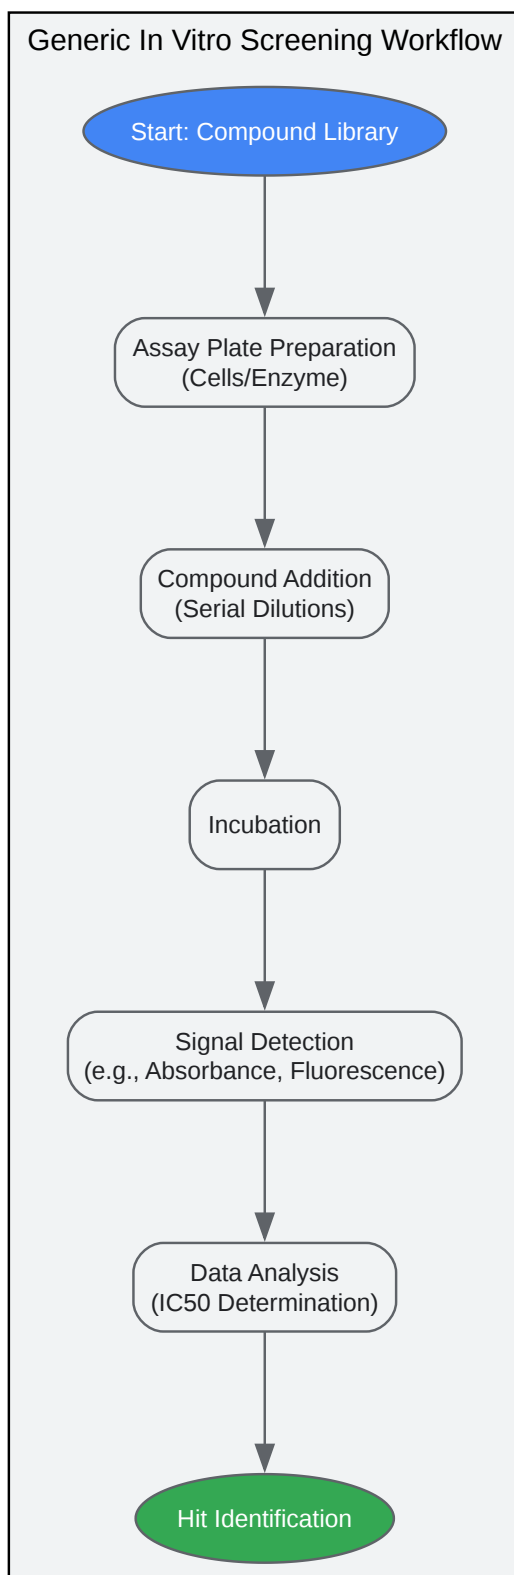 Generic In Vitro Screening Workflow
Start: Compound Library
Assay Plate Preparation
(Cells/Enzyme)
Compound Addition
(Serial Dilutions)
Incubation
Signal Detection
(e.g., Absorbance, Fluorescence)
Data Analysis
(IC50 Determination)
Hit Identification